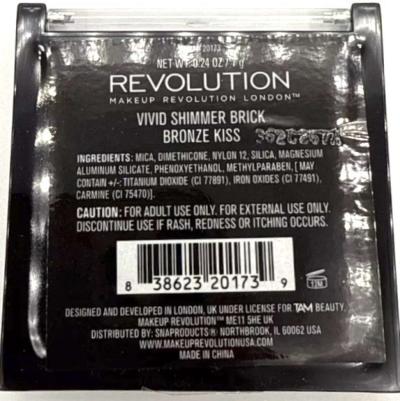 20173
NET WT 0.24 OZ / 7 g
REVOLUTION
MAKEUP REVOLUTION LONDON™
VIVID SHIMMER BRICK
BRONZE KISS
INGREDIENTS: MICA, DIMETHICONE, NYLON 12, SILICA, MAGNESIUM
ALUMINUM SILICATE, PHENOXYETHANOL, METHYLPARABEN, [ MAY
CONTAIN +/-: TITANIUM DIOXIDE (CI 77891), IRON OXIDES (CI 77491),
CARMINE (CI 75470)].
CAUTION: FOR ADULT USE ONLY. FOR EXTERNAL USE ONLY.
DISCONTINUE USE IF RASH, REDNESS OR ITCHING OCCURS.
8 38623 20173 9
12M
DESIGNED AND DEVELOPED IN LONDON, UK UNDER LICENSE FOR TAM BEAUTY.
MAKEUP REVOLUTION™ ME11 5HE UK
DISTRIBUTED BY: SNAPRODUCTS ® NORTHBROOK, IL 60062 USA
WWW.MAKEUPREVOLUTIONUSA.COM
MADE IN CHINA